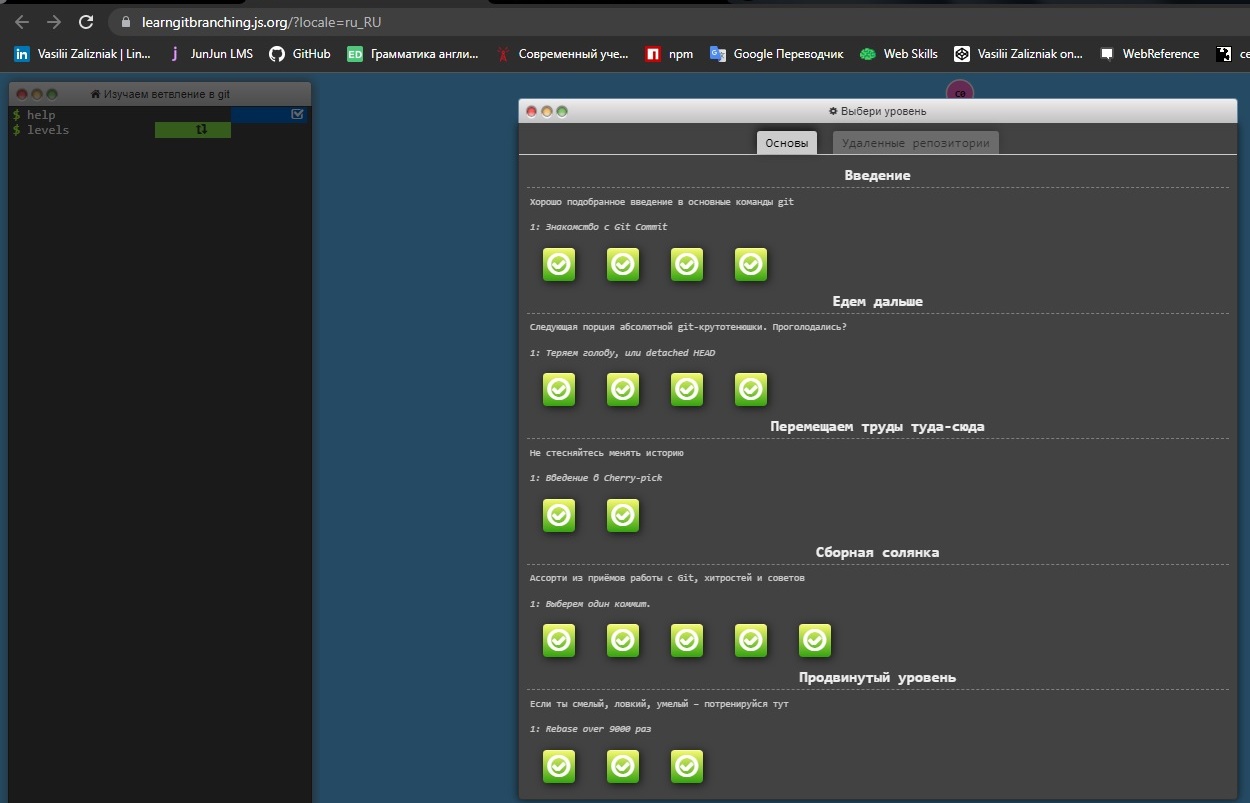 learngitbranching.js.org/?locale=ru_RU
in Vasilii Zalizniak | Lin... j JunJun LMS GitHub ED Грамматика англи... Современный уче... npm Google Переводчик Web Skills Vasilii Zalizniak on... WebReference се
Изучаем ветвление в git
$ help
$ levels
c0
Выбери уровень
Основы Удаленные репозитории
Введение
Хорошо подобранное введение в основные команды git
1: Знакомство с Git Commit
Едем дальше
Следующая порция абсолютной git-крутотенюшки. Проголодались?
1: Теряем голову, или detached HEAD
Перемещаем труды туда-сюда
Не стесняйтесь менять историю
1: Введение в Cherry-pick
Сборная солянка
Ассорти из приёмов работы с Git, хитростей и советов
1: Выберем один коммит.
Продвинутый уровень
Если ты смелый, ловкий, умелый – потренируйся тут
1: Rebase over 9000 раз